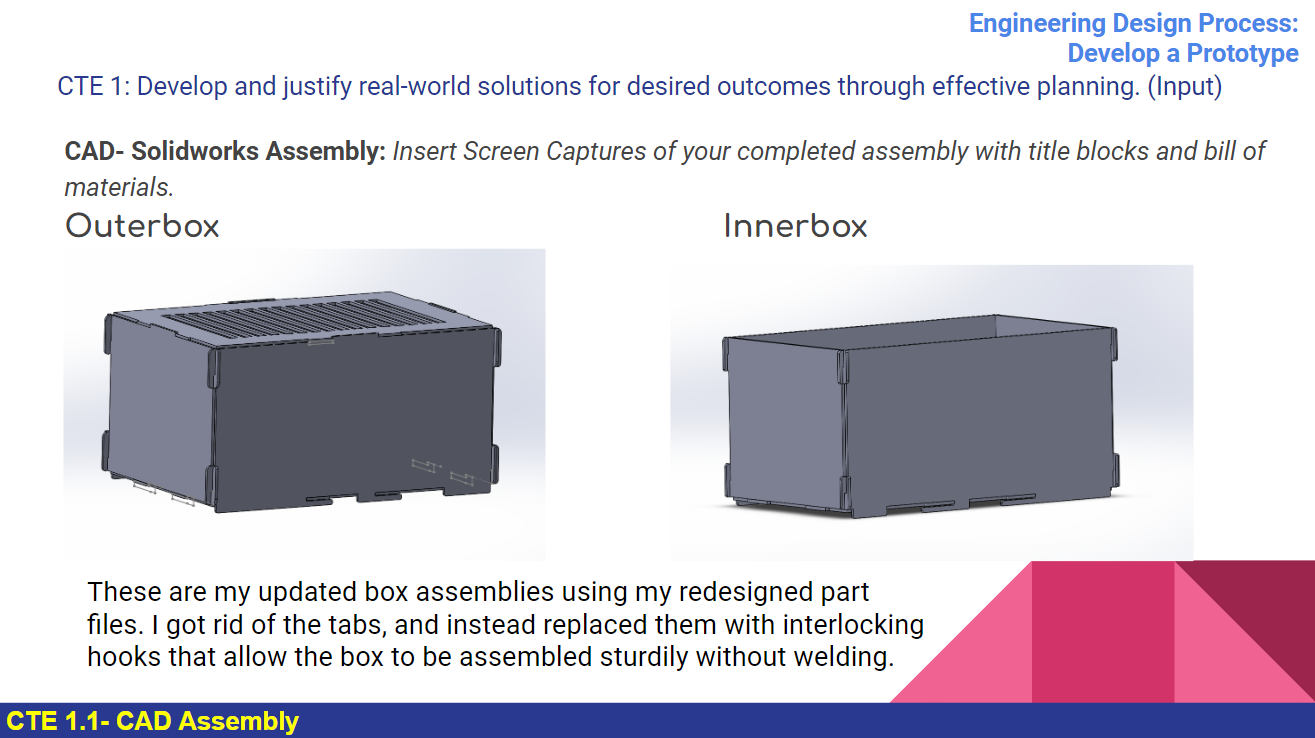 Engineering Design Process:
Develop a Prototype
CTE 1: Develop and justify real-world solutions for desired outcomes through effective planning. (Input)
CAD- Solidworks Assembly: Insert Screen Captures of your completed assembly with title blocks and bill of
materials.
Outerbox
Innerbox
These are my updated box assemblies using my redesigned part
files. I got rid of the tabs, and instead replaced them with interlocking
hooks that allow the box to be assembled sturdily without welding.
CTE 1.1- CAD Assembly